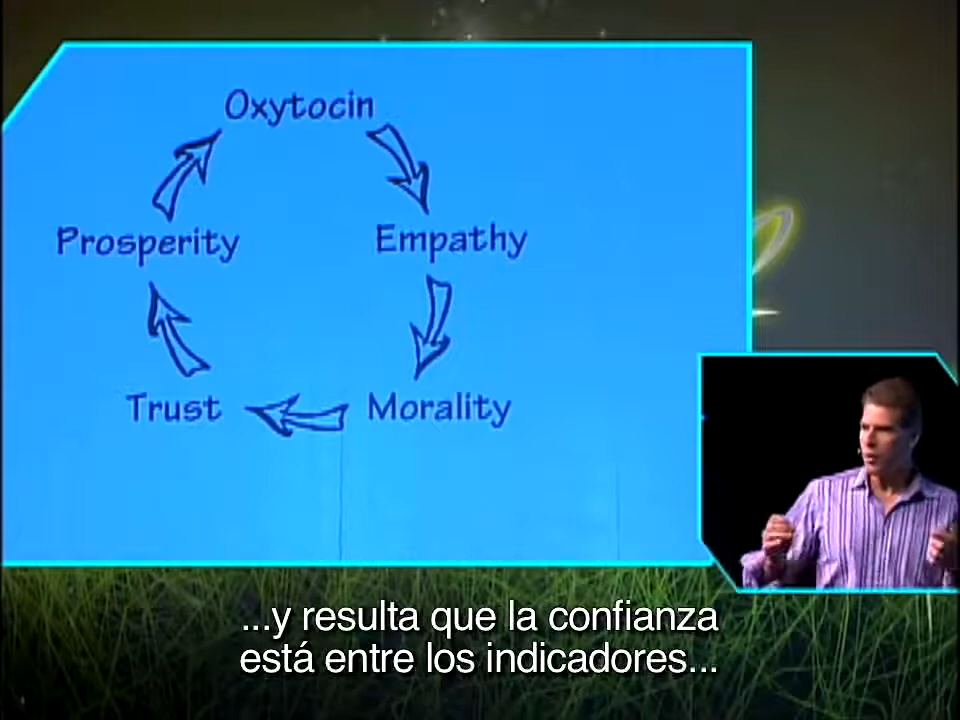 Oxytocin
Prosperity
Empathy
Trust
Morality
...y resulta que la confianza
está entre los indicadores...